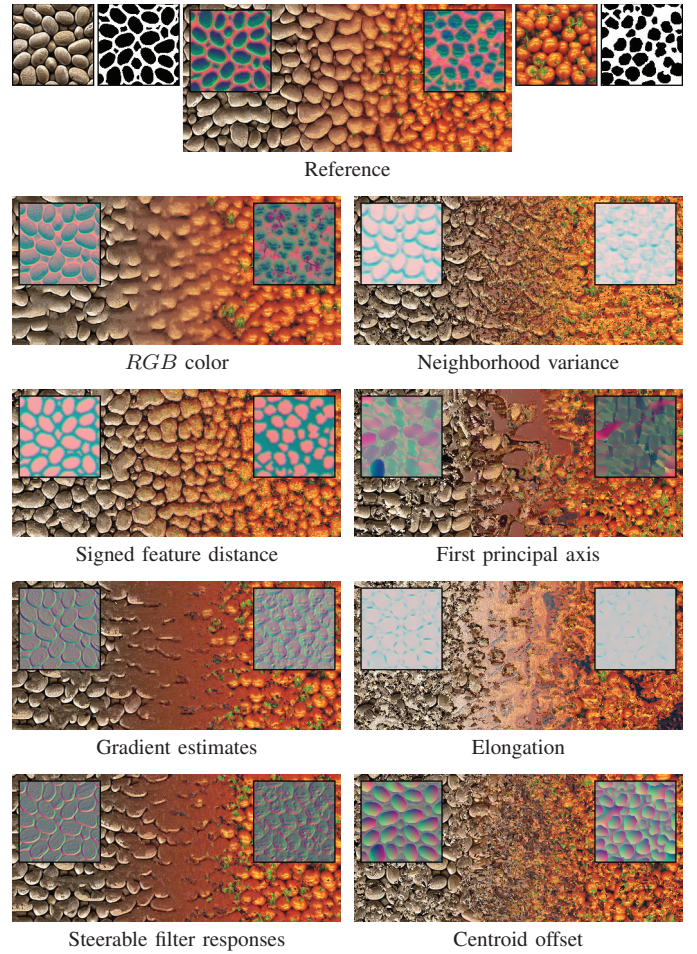 Reference
RGB color
Neighborhood variance
Signed feature distance
First principal axis
Gradient estimates
Elongation
Steerable filter responses
Centroid offset